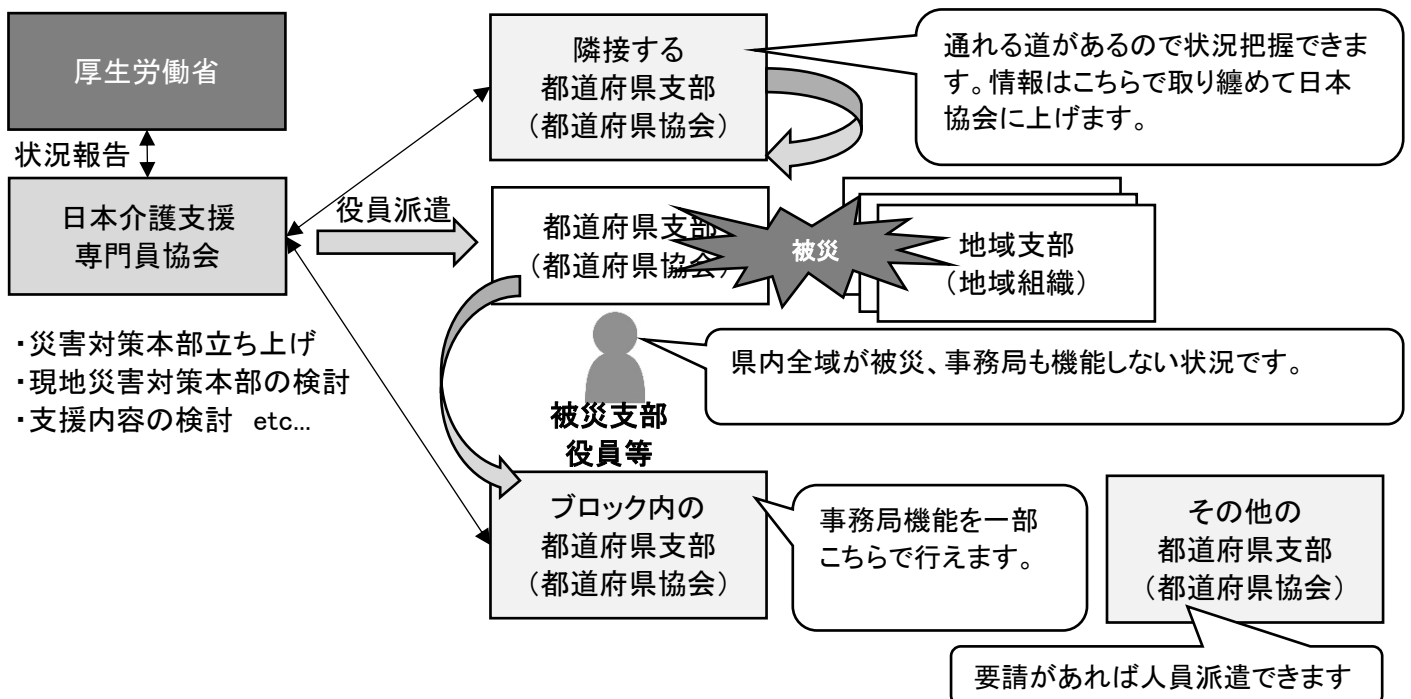 厚生労働省
状況報告
日本介護支援
専門員協会
・災害対策本部立ち上げ
・現地災害対策本部の検討
・支援内容の検討 etc...
役員派遣
隣接する
都道府県支部
（都道府県協会）
通れる道があるので状況把握できま
す。情報はこちらで取り纏めて日本
協会に上げます。
都道府県支部
（都道府県協会）
被災
地域支部
（地域組織）
県内全域が被災、事務局も機能しない状況です。
被災支部
役員等
ブロック内の
都道府県支部
（都道府県協会）
事務局機能を一部
こちらで行えます。
その他の
都道府県支部
（都道府県協会）
要請があれば人員派遣できます